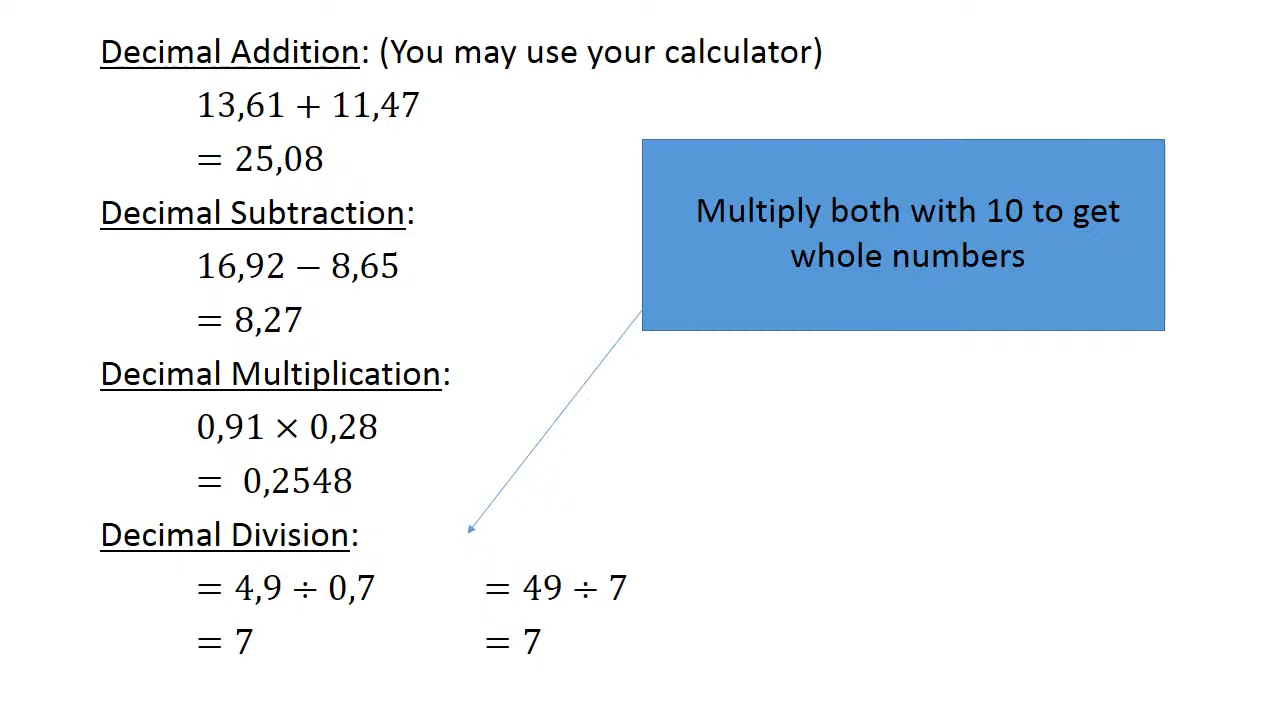 Decimal Addition: (You may use your calculator)
13,61 + 11,47
= 25,08
Decimal Subtraction:
16,92 − 8,65
= 8,27
Decimal Multiplication:
0,91 × 0,28
= 0,2548
Decimal Division:
= 4,9 ÷ 0,7
= 7
= 49 ÷ 7
= 7
Multiply both with 10 to get
whole numbers